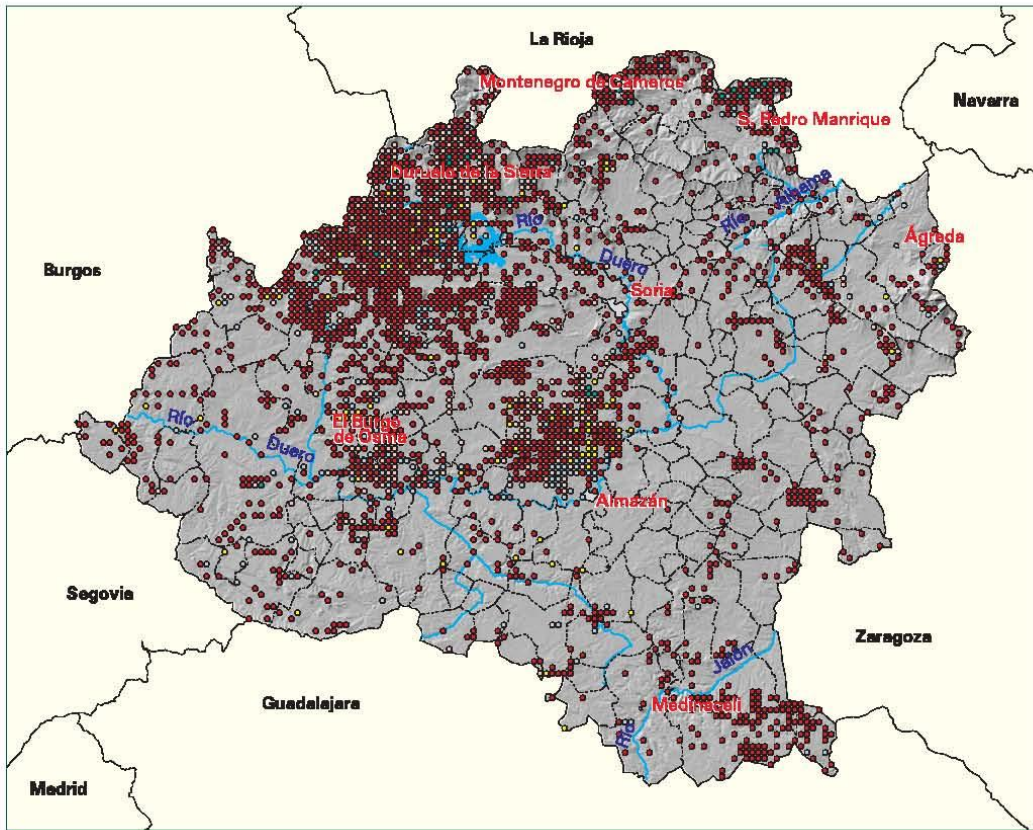 La Rioja
Montenegro de Cameros
Navarra
S. Pedro Manrique
Duruelo de la Sierra
Río Alhama
Río
Duero
Ágreda
Burgos
Soria
El Burgo
de Osma
Río
Duero
Almazán
Segovia
Zaragoza
Río Jalón
Guadalajara
Medinaceli
Madrid